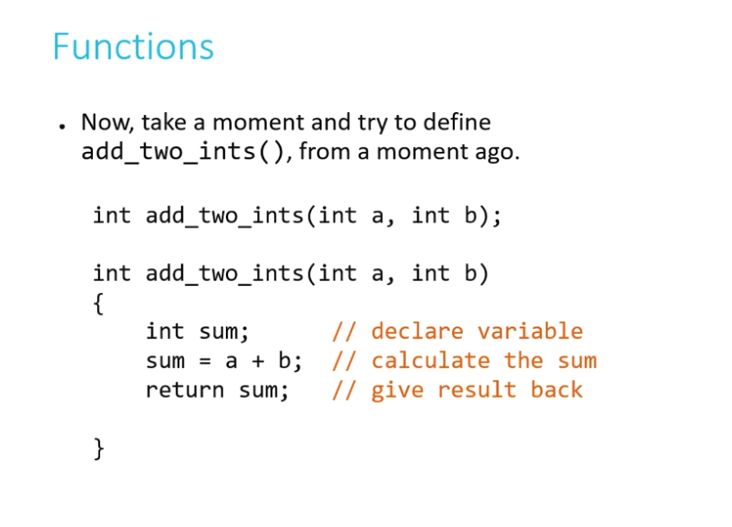 Functions
• Now, take a moment and try to define
add_two_ints(), from a moment ago.
int add_two_ints(int a, int b);
int add_two_ints(int a, int b)
{
int sum; // declare variable
sum = a + b; // calculate the sum
return sum; // give result back
}